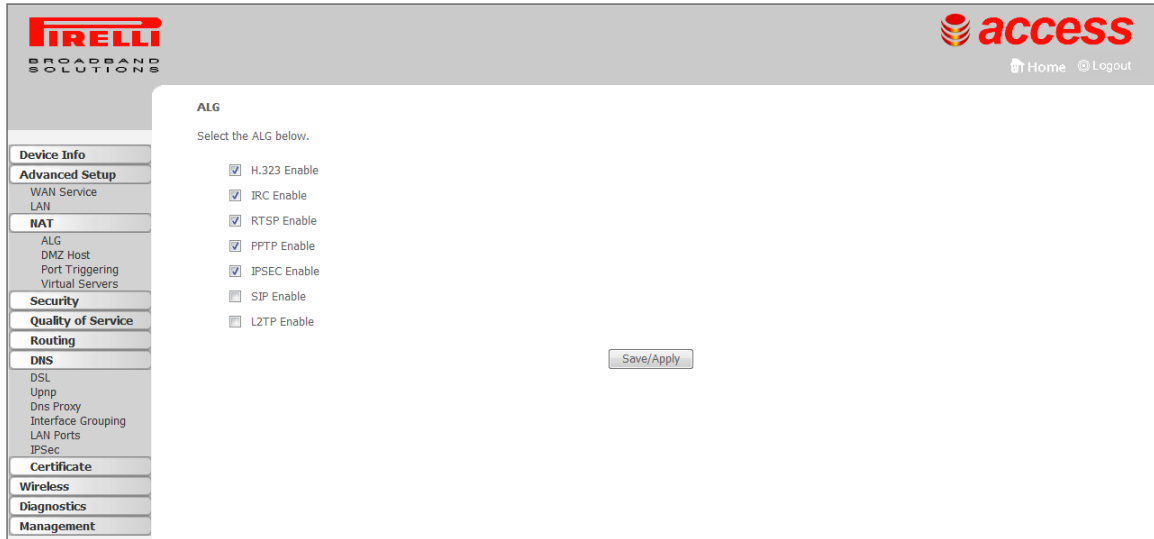 PIRELLI
BROADBAND
SOLUTIONS
access
Home Logout
ALG
Select the ALG below.
Device Info
Advanced Setup
WAN Service
LAN
NAT
ALG
DMZ Host
Port Triggering
Virtual Servers
Security
Quality of Service
Routing
DNS
DSL
Upnp
Dns Proxy
Interface Grouping
LAN Ports
IPSec
Certificate
Wireless
Diagnostics
Management
H.323 Enable
IRC Enable
RTSP Enable
PPTP Enable
IPSEC Enable
SIP Enable
L2TP Enable
Save/Apply